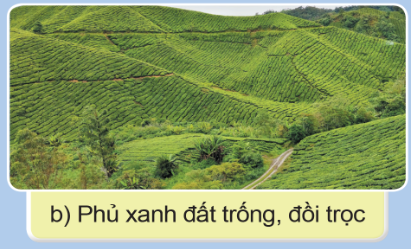 b) Phủ xanh đất trống, đồi trọc